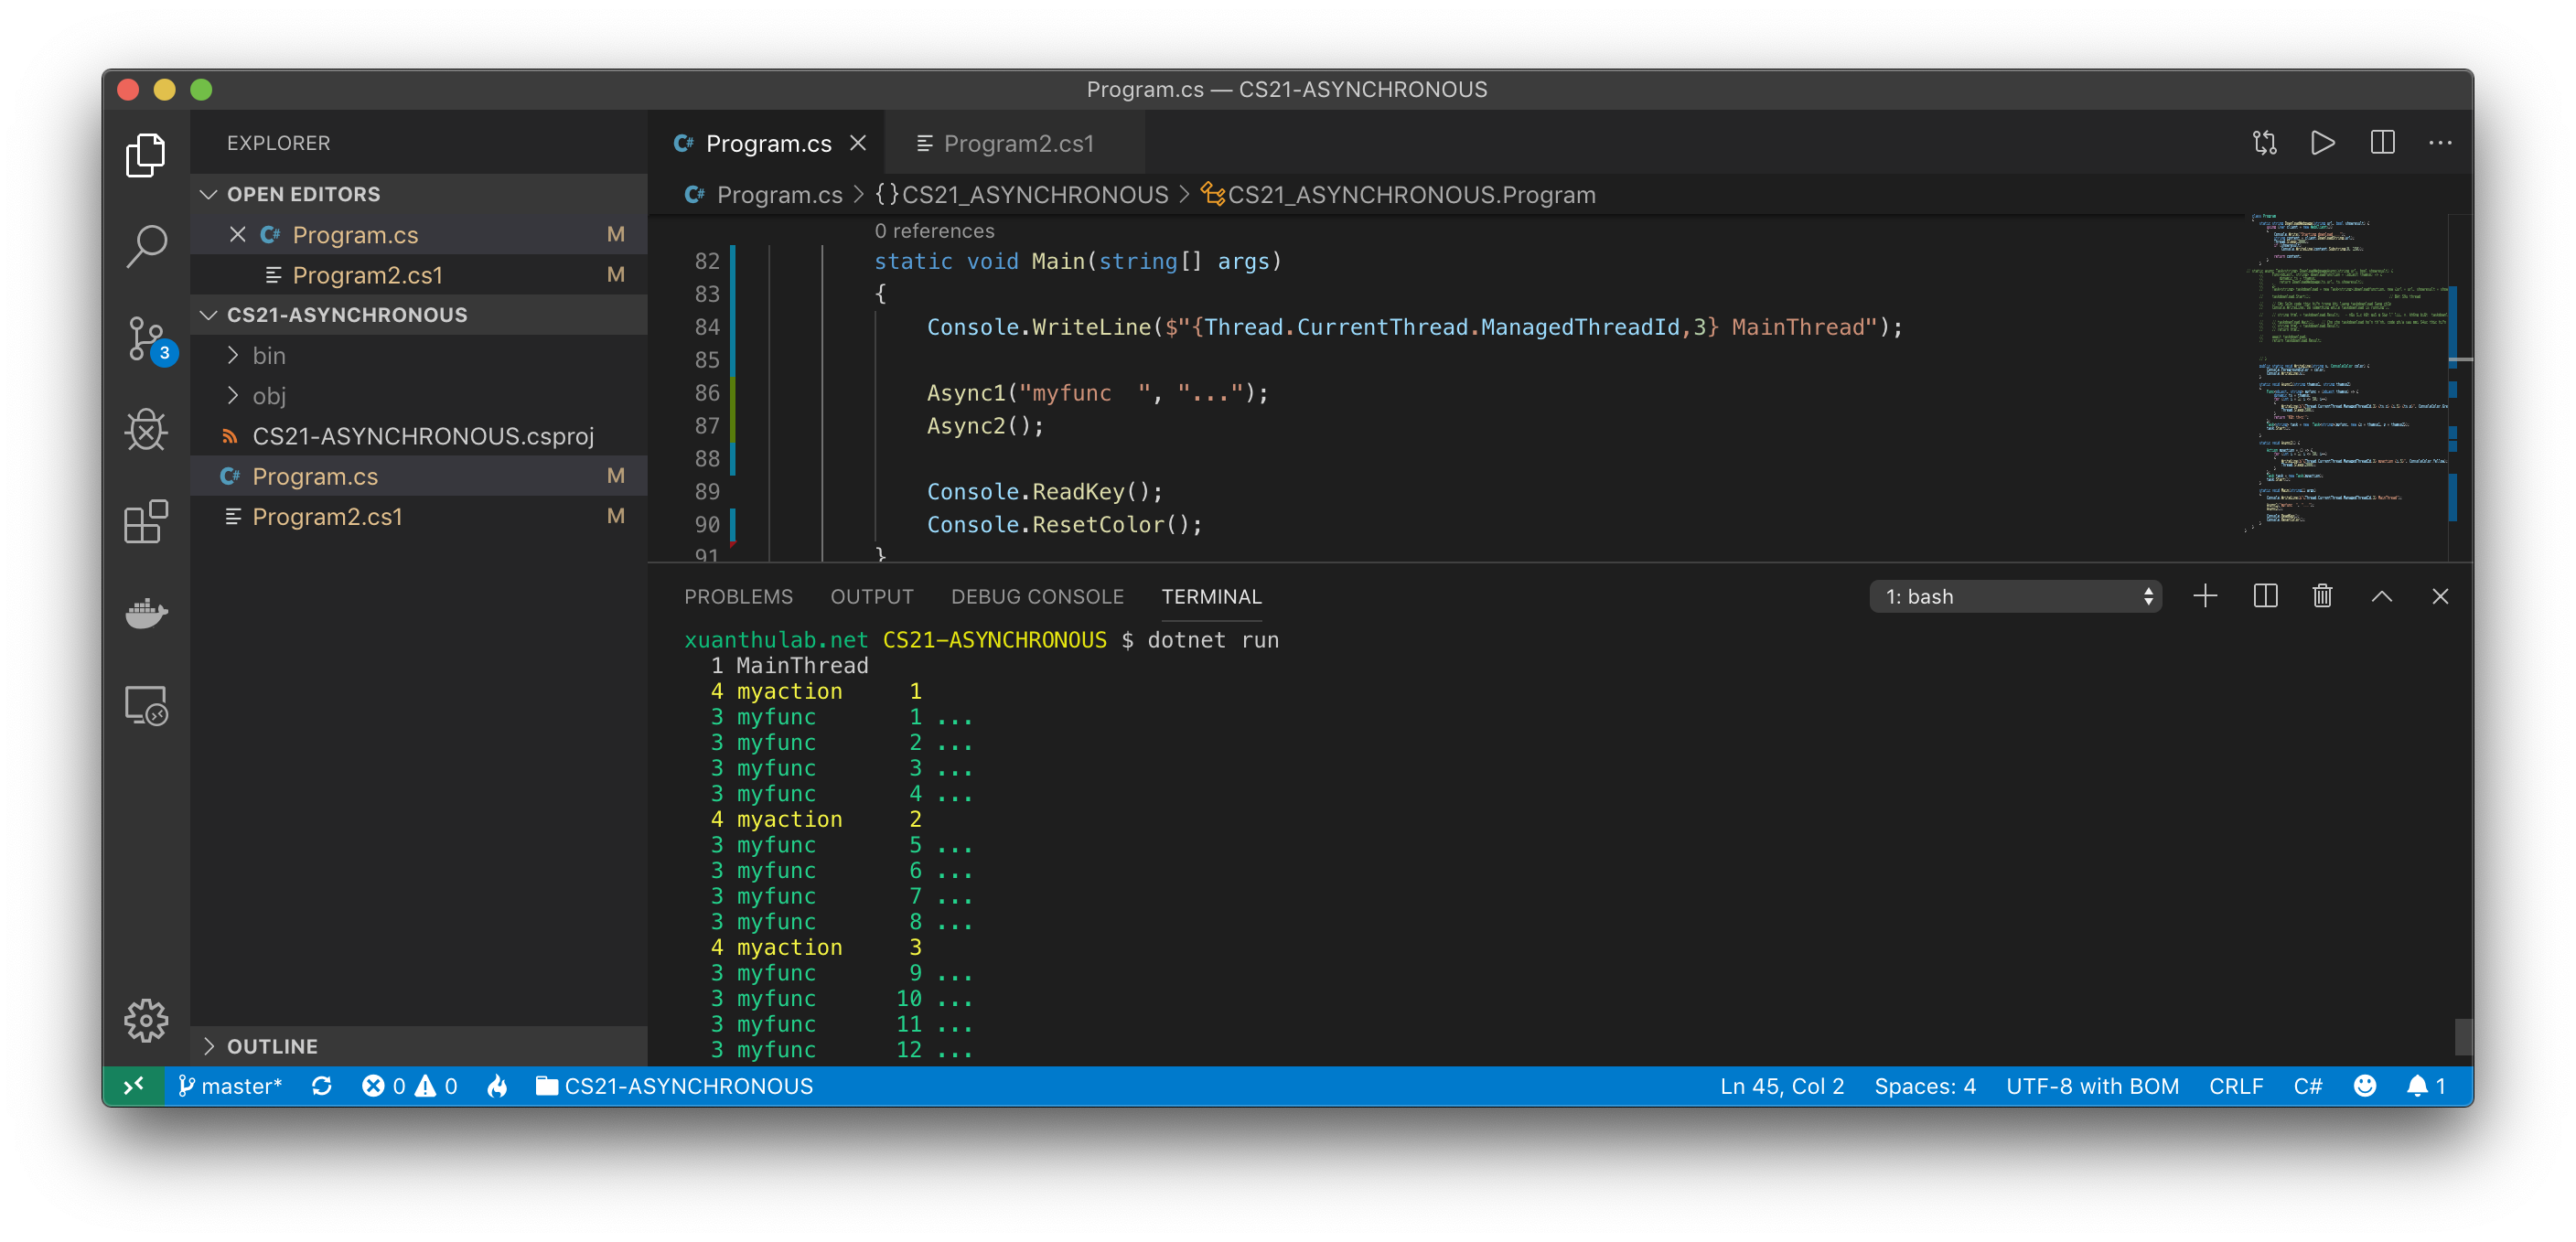 Program.cs — CS21-ASYNCHRONOUS
EXPLORER
OPEN EDITORS
Program.cs M
Program2.cs1 M
CS21-ASYNCHRONOUS
bin
obj
CS21-ASYNCHRONOUS.csproj
Program.cs M
Program2.cs1 M
OUTLINE
3
Program.cs
Program2.cs1
Program.cs > {} CS21_ASYNCHRONOUS > CS21_ASYNCHRONOUS.Program
0 references
82 static void Main(string[] args)
83 {
84 Console.WriteLine($"{Thread.CurrentThread.ManagedThreadId,3} MainThread");
85
86 Async1("myfunc  ", "...");
87 Async2();
88
89 Console.ReadKey();
90 Console.ResetColor();
91 }
PROBLEMS OUTPUT DEBUG CONSOLE TERMINAL 1: bash
xuanthulab.net CS21-ASYNCHRONOUS $ dotnet run
1 MainThread
4 myaction 1
3 myfunc 1 ...
3 myfunc 2 ...
3 myfunc 3 ...
3 myfunc 4 ...
4 myaction 2
3 myfunc 5 ...
3 myfunc 6 ...
3 myfunc 7 ...
3 myfunc 8 ...
4 myaction 3
3 myfunc 9 ...
3 myfunc 10 ...
3 myfunc 11 ...
3 myfunc 12 ...
master* 0 0 CS21-ASYNCHRONOUS Ln 45, Col 2 Spaces: 4 UTF-8 with BOM CRLF C# 1